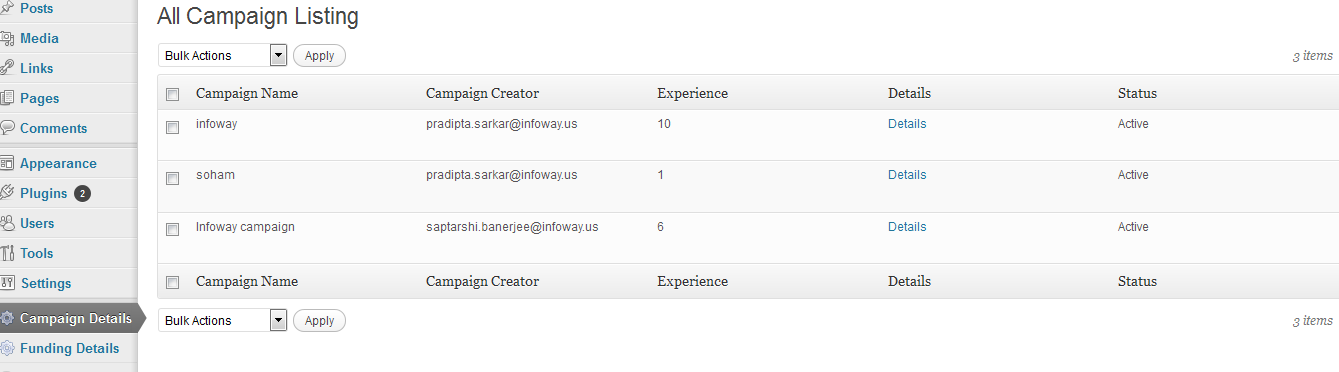 Posts
Media
Links
Pages
Comments
Appearance
Plugins 2
Users
Tools
Settings
Campaign Details
Funding Details
All Campaign Listing
Bulk Actions Apply 3 items
Campaign Name Campaign Creator Experience Details Status
infoway pradipta.sarkar@infoway.us 10 Details Active
soham pradipta.sarkar@infoway.us 1 Details Active
Infoway campaign saptarshi.banerjee@infoway.us 6 Details Active
Campaign Name Campaign Creator Experience Details Status
Bulk Actions Apply 3 items